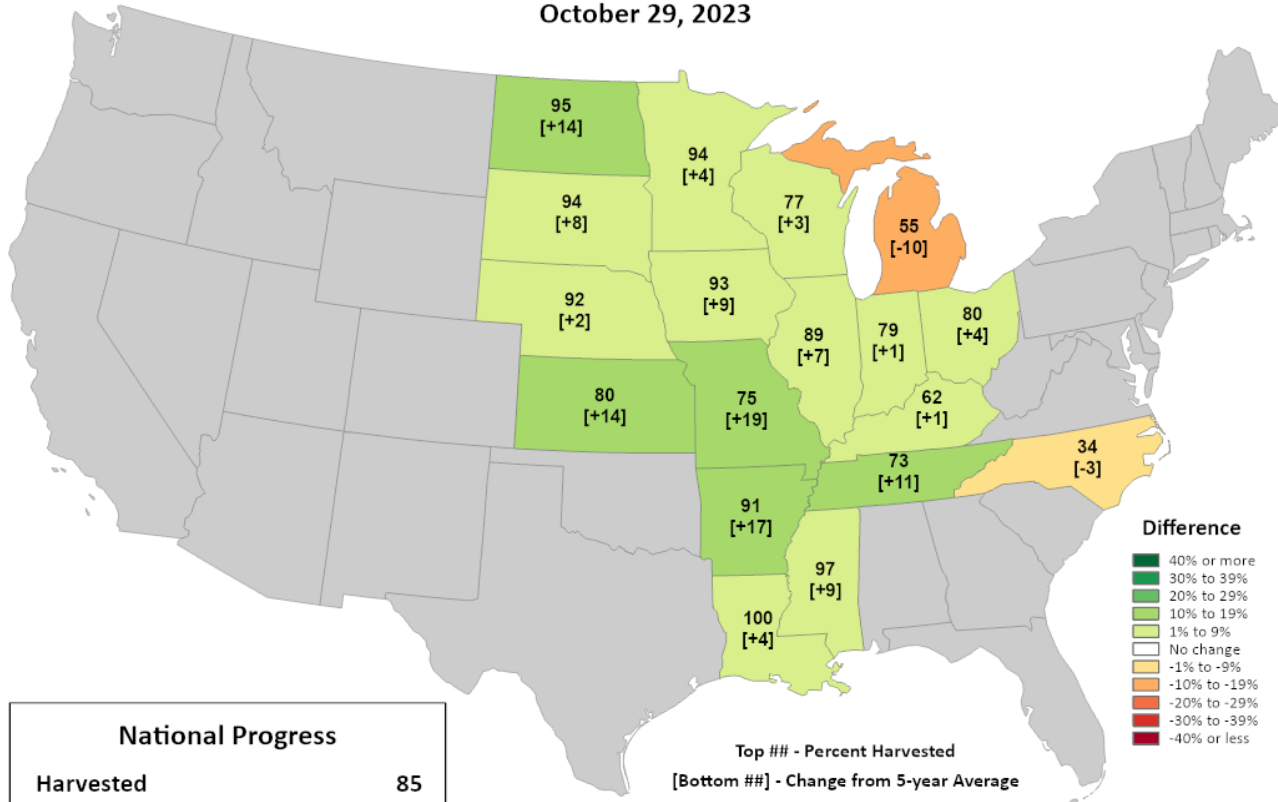 October 29, 2023
95
[+14]
94
[+4]
94
[+8]
77
[+3]
55
[-10]
92
[+2]
93
[+9]
89
[+7]
79
[+1]
80
[+4]
80
[+14]
75
[+19]
62
[+1]
73
[+11]
34
[-3]
91
[+17]
97
[+9]
100
[+4]
Difference
40% or more
30% to 39%
20% to 29%
10% to 19%
1% to 9%
No change
-1% to -9%
-10% to -19%
-20% to -29%
-30% to -39%
-40% or less
National Progress
Harvested 85
Top ## - Percent Harvested
[Bottom ##] - Change from 5-year Average